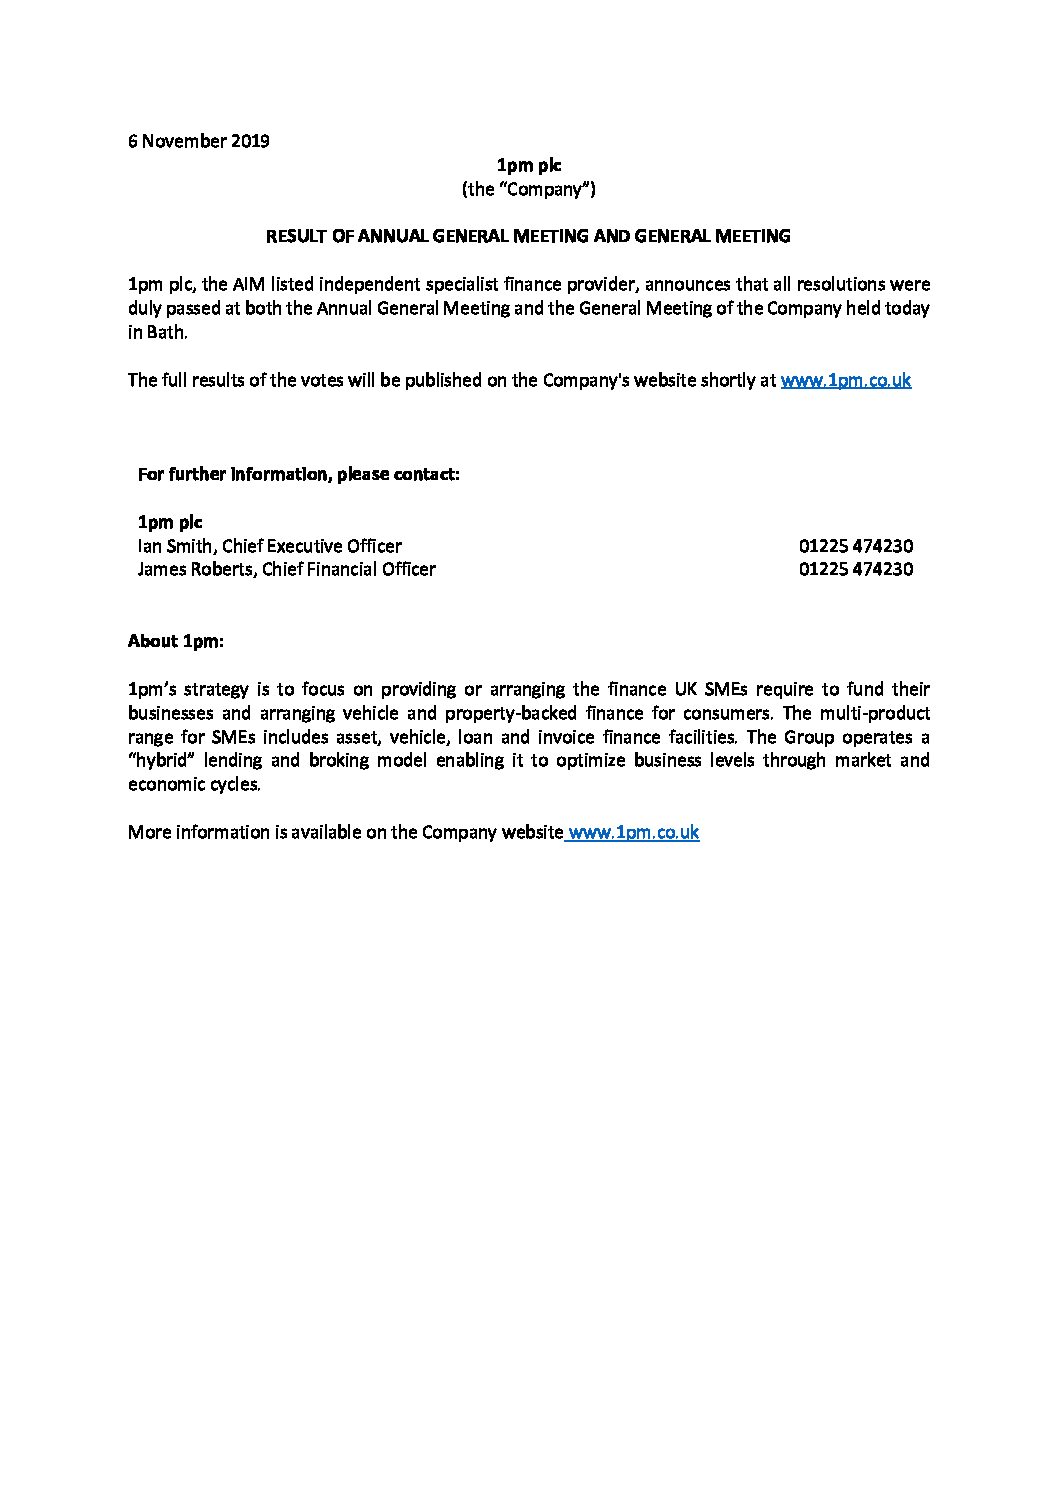 6 November 2019
1pm plc
(the “Company”)
RESULT OF ANNUAL GENERAL MEETING AND GENERAL MEETING
1pm plc, the AIM listed independent specialist finance provider, announces that all resolutions were
duly passed at both the Annual General Meeting and the General Meeting of the Company held today
in Bath.
The full results of the votes will be published on the Company's website shortly at www.1pm.co.uk
For further information, please contact:
1pm plc
Ian Smith, Chief Executive Officer 01225 474230
James Roberts, Chief Financial Officer 01225 474230
About 1pm:
1pm’s strategy is to focus on providing or arranging the finance UK SMEs require to fund their
businesses and arranging vehicle and property-backed finance for consumers. The multi-product
range for SMEs includes asset, vehicle, loan and invoice finance facilities. The Group operates a
“hybrid” lending and broking model enabling it to optimize business levels through market and
economic cycles.
More information is available on the Company website www.1pm.co.uk